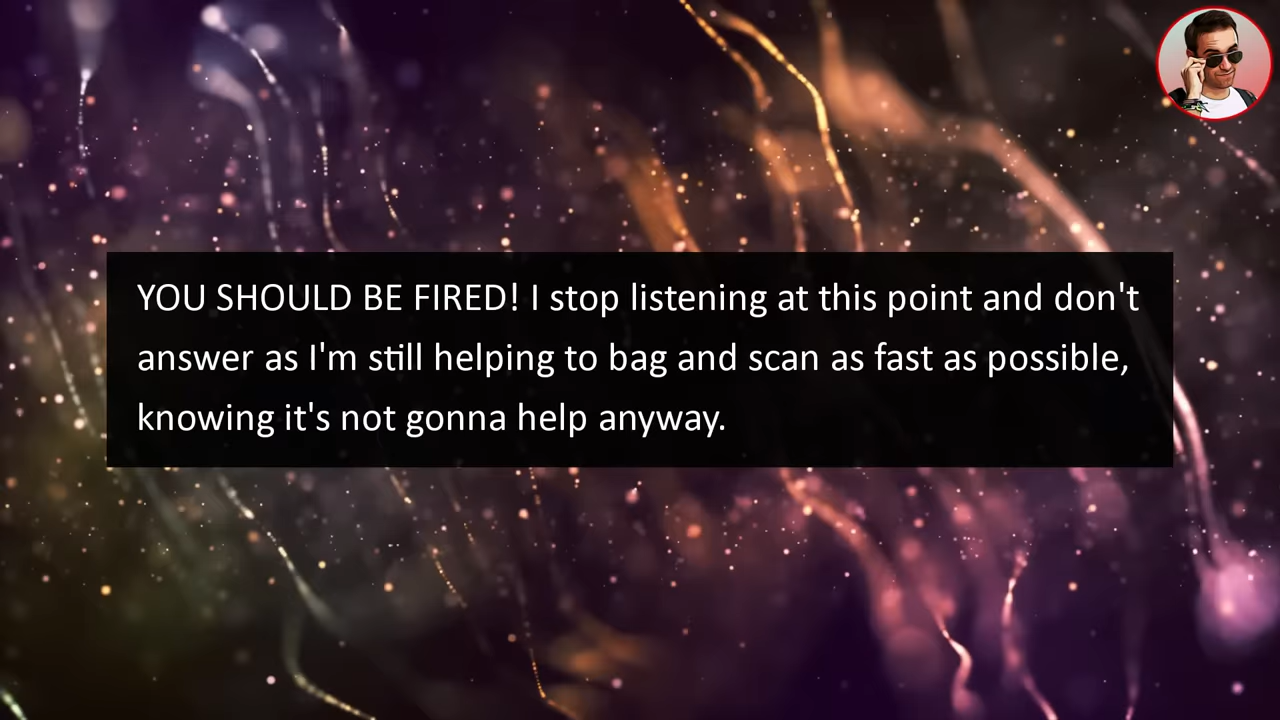 YOU SHOULD BE FIRED! I stop listening at this point and don't
answer as I'm still helping to bag and scan as fast as possible,
knowing it's not gonna help anyway.